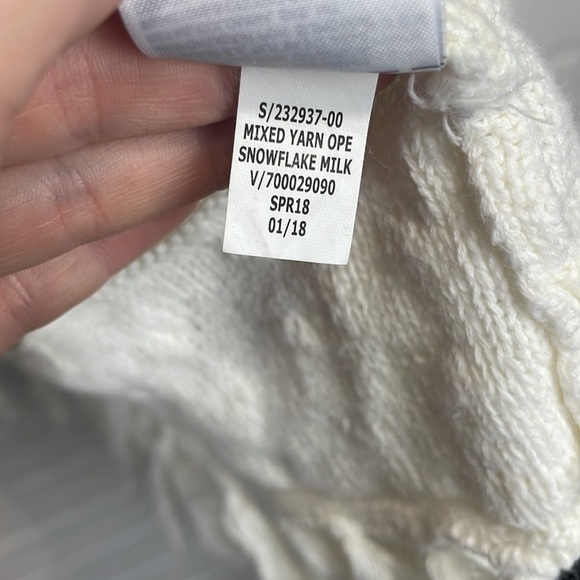 S/232937-00
MIXED YARN OPE
SNOWFLAKE MILK
V/700029090
SPR18
01/18